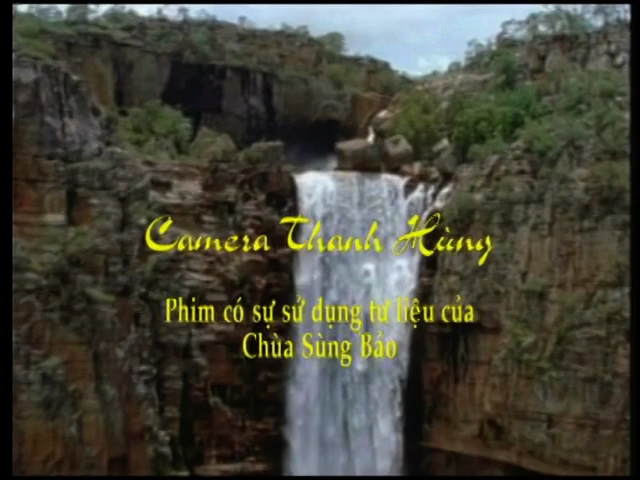 Camera Thanh Hùng
Phim có sự sử dụng tư liệu của
Chùa Sùng Bảo